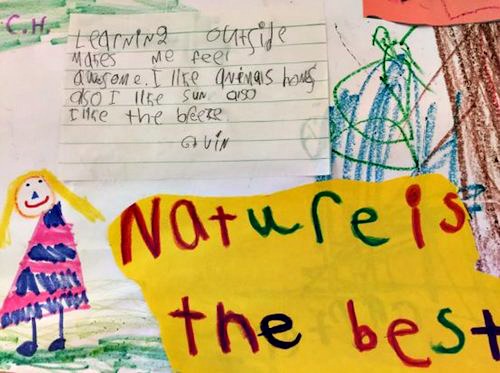 C.H.
Learning outside
makes me feel
awesome. I like animals
also I like sun also
I like the breeze
Gavin
Nature is
the best